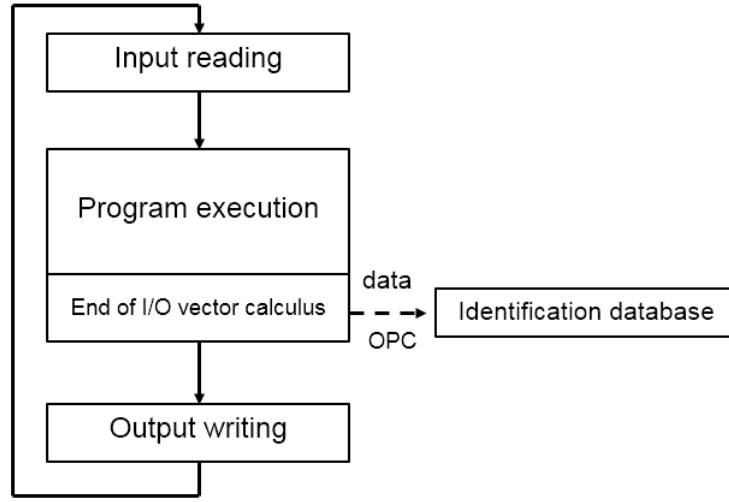 Input reading
Program execution
End of I/O vector calculus
data
OPC
Identification database
Output writing